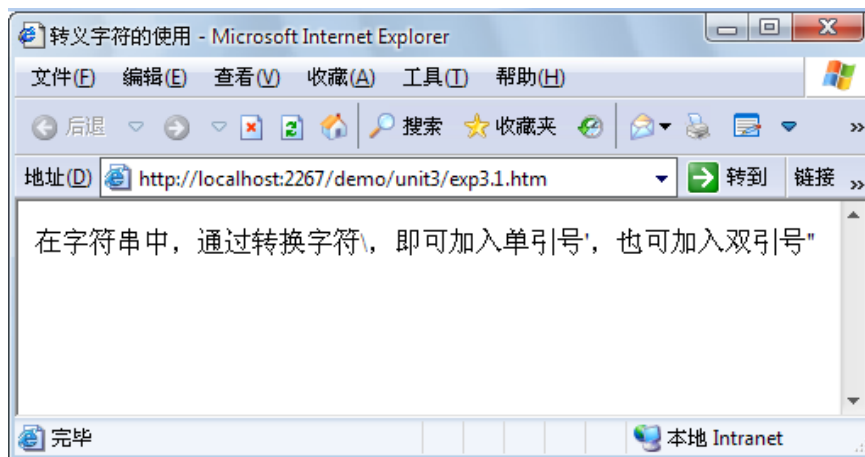 转义字符的使用 - Microsoft Internet Explorer
文件(F) 编辑(E) 查看(V) 收藏(A) 工具(T) 帮助(H)
后退 搜索 收藏夹 »
地址(D) http://localhost:2267/demo/unit3/exp3.1.htm 转到 链接 »
在字符串中，通过转换字符\，即可加入单引号'，也可加入双引号"
完毕 本地 Intranet